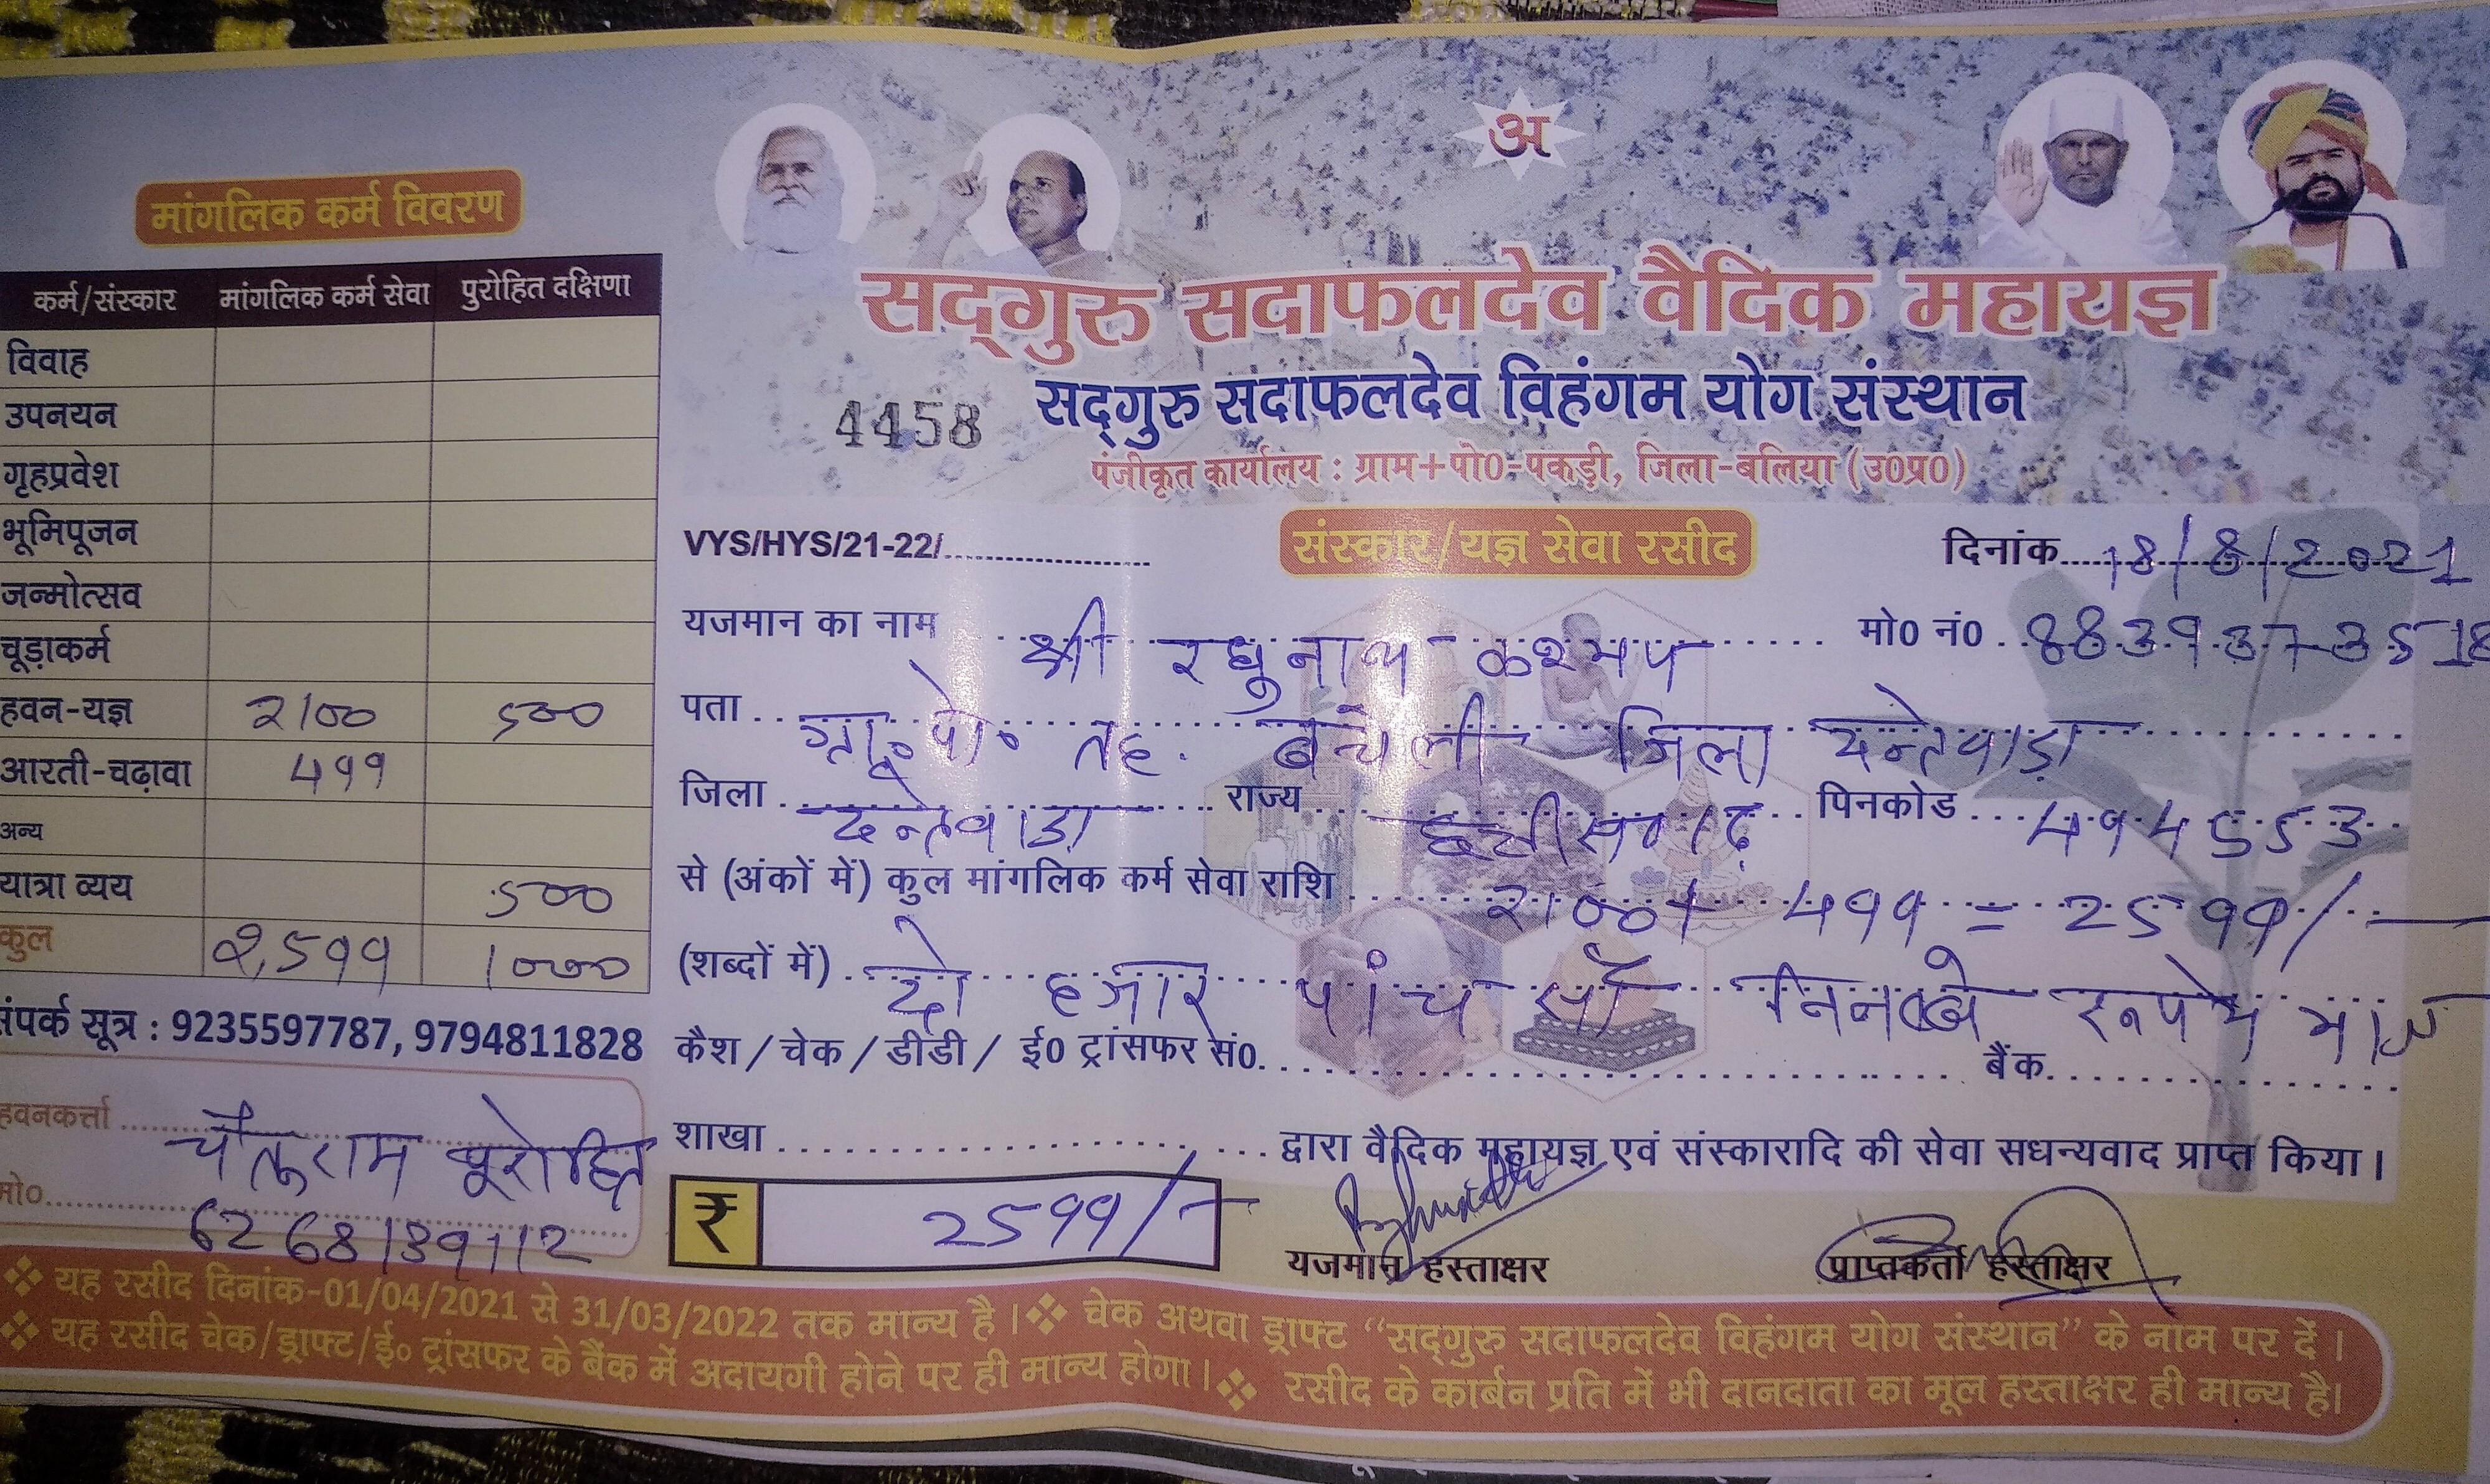 अ
सद्गुरु सदाफलदेव वैदिक महायज्ञ
सद्गुरु सदाफलदेव विहंगम योग संस्थान
4458
पंजीकृत कार्यालय : ग्राम+पो0-पकड़ी, जिला-बलिया (उ0प्र0)
मांगलिक कर्म विवरण
कर्म/संस्कार मांगलिक कर्म सेवा पुरोहित दक्षिणा
विवाह
उपनयन
गृहप्रवेश
भूमिपूजन
जन्मोत्सव
चूड़ाकर्म
हवन-यज्ञ 2100 500
आरती-चढ़ावा 499
अन्य
यात्रा व्यय 500
कुल 2,599 1000
संपर्क सूत्र : 9235597787, 9794811828
हवनकर्त्ता चैतुराम पुरोहित
मो०. 6268139112
VYS/HYS/21-22/
संस्कार/यज्ञ सेवा रसीद
दिनांक 18/8/2021
यजमान का नाम श्री रघुनाथ कश्यप मो0 नं0 8839373518
पता ग्रा० पो० तह. बचेली जिला दन्तेवाड़ा
जिला दन्तेवाड़ा राज्य छत्तीसगढ़ पिनकोड 494553
से (अंकों में) कुल मांगलिक कर्म सेवा राशि 2100+ 499 = 2599/-
(शब्दों में) दो हजार पांच सौ निनब्बे रूपये मात्र
कैश / चेक / डीडी / ई0 ट्रांसफर सं0. बैंक
शाखा द्वारा वैदिक महायज्ञ एवं संस्कारादि की सेवा सधन्यवाद प्राप्त किया।
₹ 2599/-
यजमान हस्ताक्षर प्राप्तकर्ता हस्ताक्षर
❖ यह रसीद दिनांक-01/04/2021 से 31/03/2022 तक मान्य है। ❖ चेक अथवा ड्राफ्ट “सद्गुरु सदाफलदेव विहंगम योग संस्थान” के नाम पर दें।
❖ यह रसीद चेक/ड्राफ्ट/ई० ट्रांसफर के बैंक में अदायगी होने पर ही मान्य होगा। ❖ रसीद के कार्बन प्रति में भी दानदाता का मूल हस्ताक्षर ही मान्य है।